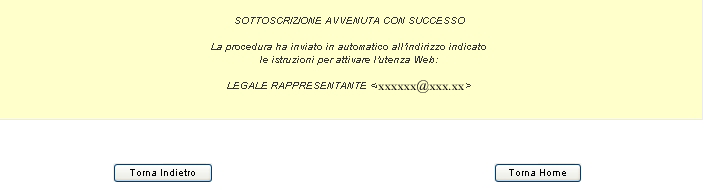 SOTTOSCRIZIONE AVVENUTA CON SUCCESSO
La procedura ha inviato in automatico all'indirizzo indicato
le istruzioni per attivare l'utenza Web:
LEGALE RAPPRESENTANTE <xxxxxx@xxx.xx>
Torna Indietro
Torna Home